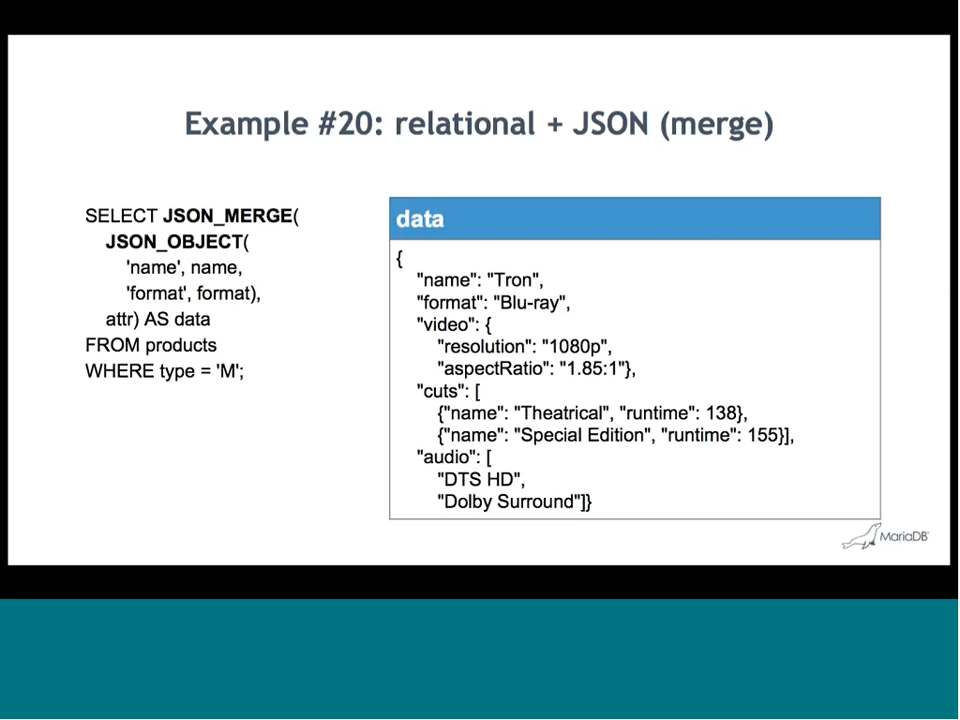 Example #20: relational + JSON (merge)
SELECT JSON_MERGE(
JSON_OBJECT(
'name', name,
'format', format),
attr) AS data
FROM products
WHERE type = 'M';
data
{
"name": "Tron",
"format": "Blu-ray",
"video": {
"resolution": "1080p",
"aspectRatio": "1.85:1"},
"cuts": [
{"name": "Theatrical", "runtime": 138},
{"name": "Special Edition", "runtime": 155}],
"audio": [
"DTS HD",
"Dolby Surround"]}
MariaDB